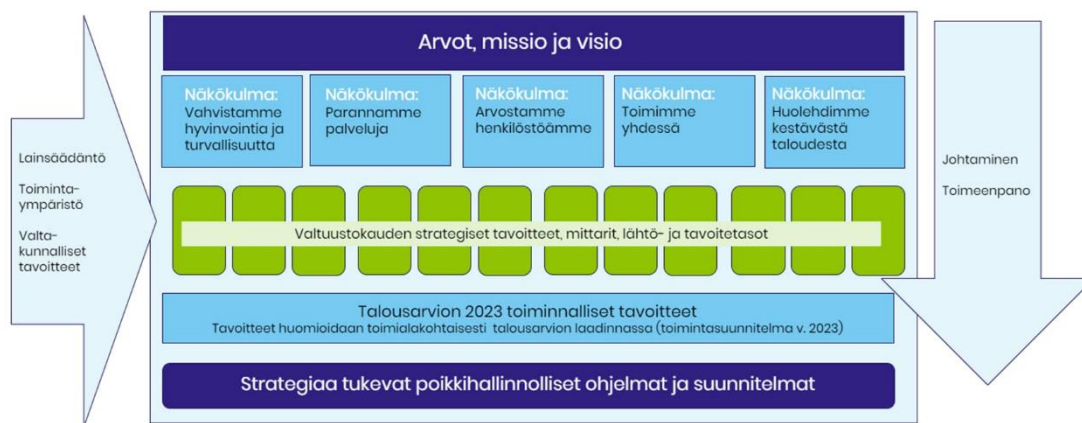 Lainsäädäntö
Toiminta-
ympäristö
Valta-
kunnalliset
tavoitteet
Arvot, missio ja visio
Näkökulma:
Vahvistamme
hyvinvointia ja
turvallisuutta
Näkökulma:
Parannamme
palveluja
Näkökulma:
Arvostamme
henkilöstöämme
Näkökulma:
Toimimme
yhdessä
Näkökulma:
Huolehdimme
kestävästä
taloudesta
Valtuustokauden strategiset tavoitteet, mittarit, lähtö- ja tavoitetasot
Talousarvion 2023 toiminnalliset tavoitteet
Tavoitteet huomioidaan toimialakohtaisesti talousarvion laadinnassa (toimintasuunnitelma v. 2023)
Strategiaa tukevat poikkihallinnolliset ohjelmat ja suunnitelmat
Johtaminen
Toimeenpano